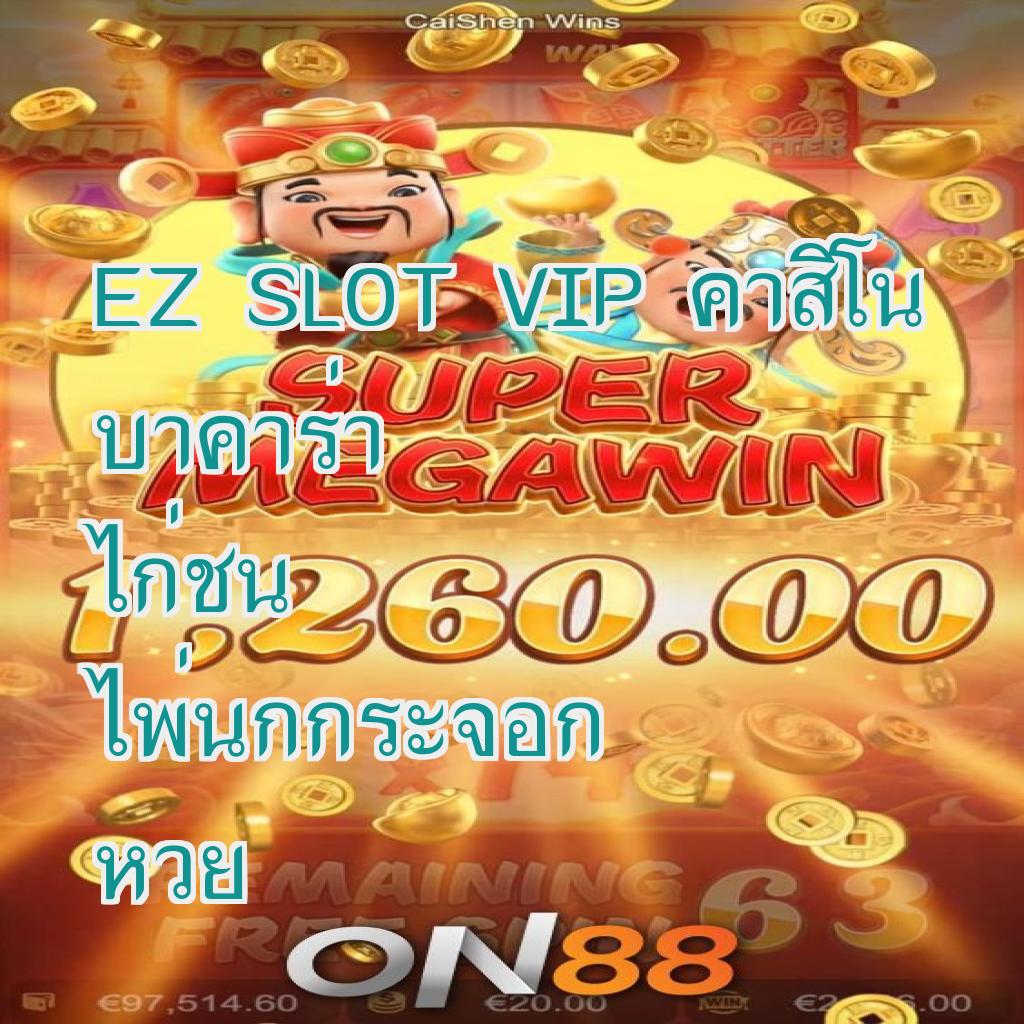 CaiShen Wins
EZ SLOT VIP คาสิโน
SUPER
บาคาร่า
MEGAWIN
ไก่ชน
1,260.00
ไพ่นกกระจอก
หวย
REMAINING
FREE SPIN 63
ON88
€97,514.60 €20.00 WIN